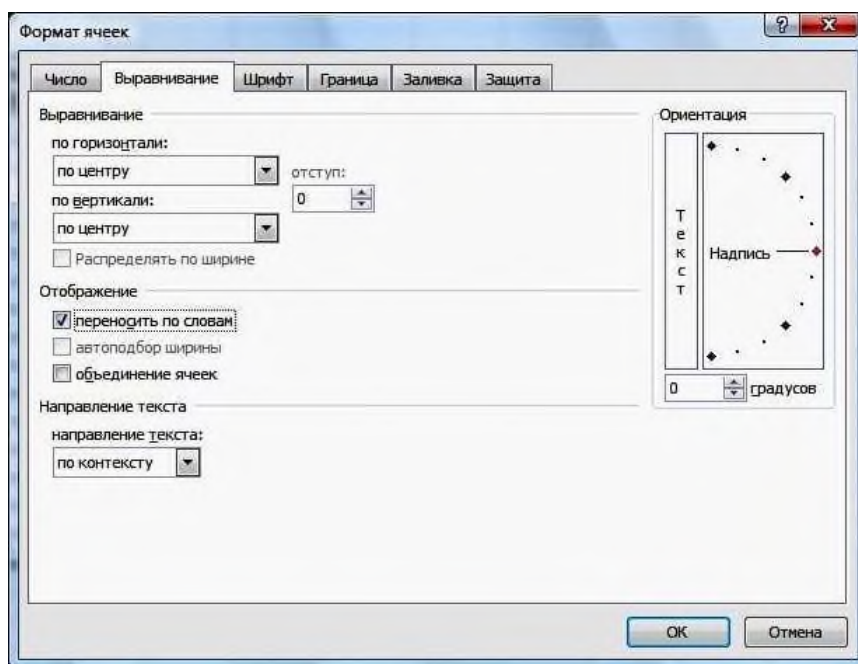 Формат ячеек
Число Выравнивание Шрифт Граница Заливка Защита
Выравнивание
по горизонтали:
по центру
отступ:
0
по вертикали:
по центру
Распределять по ширине
Отображение
переносить по словам
автоподбор ширины
объединение ячеек
Направление текста
направление текста:
по контексту
Ориентация
Текст
Надпись
0 градусов
ОК Отмена